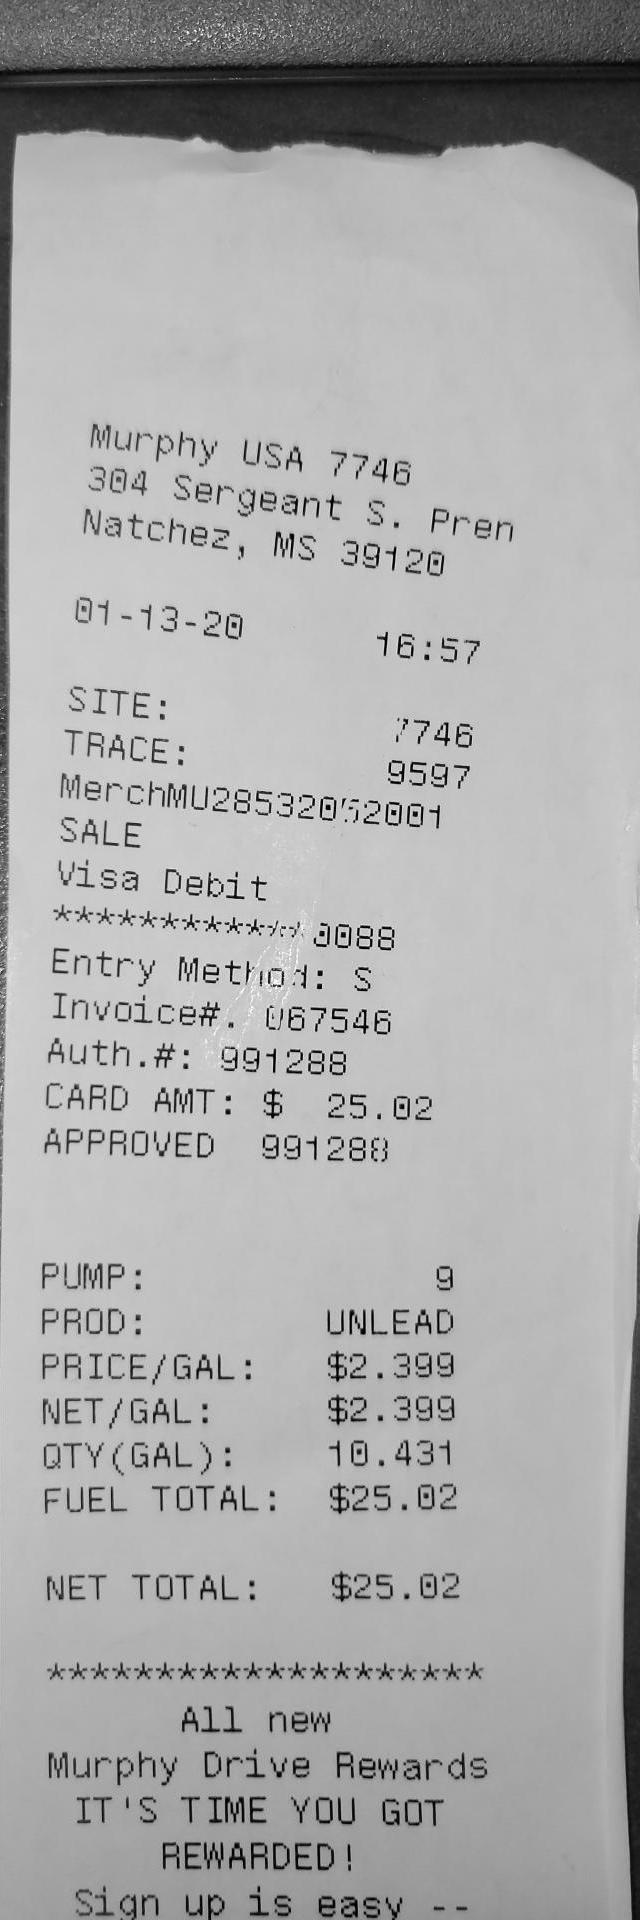 Murphy USA 7746
304 Sergeant S. Pren
Natchez, MS 39120
01-13-20 16:57
SITE: 7746
TRACE: 9597
MerchMU28532052001
SALE
Visa Debit
************0088
Entry Method: S
Invoice#. 067546
Auth.#: 991288
CARD AMT: $ 25.02
APPROVED 991288
PUMP: 9
PROD: UNLEAD
PRICE/GAL: $2.399
NET/GAL: $2.399
QTY(GAL): 10.431
FUEL TOTAL: $25.02
NET TOTAL: $25.02
********************
All new
Murphy Drive Rewards
IT'S TIME YOU GOT
REWARDED!
Sign up is easy --